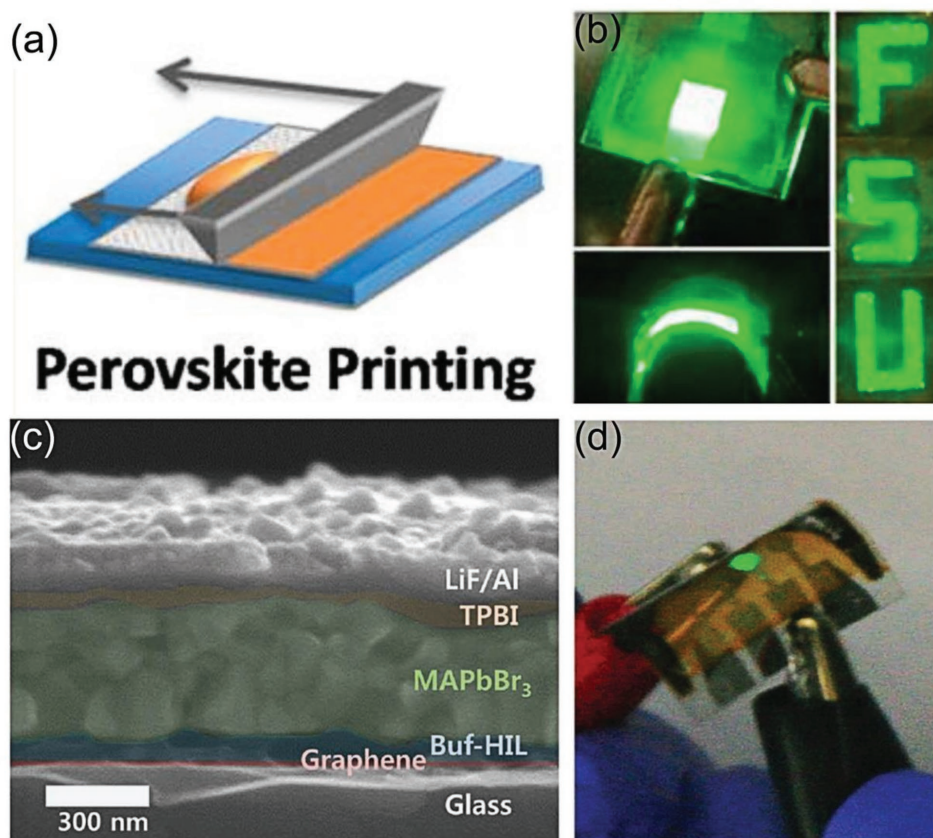 (a)
Perovskite Printing
(b)
F
S
U
(c)
LiF/Al
TPBI
MAPbBr₃
Buf-HIL
Graphene
Glass
300 nm
(d)